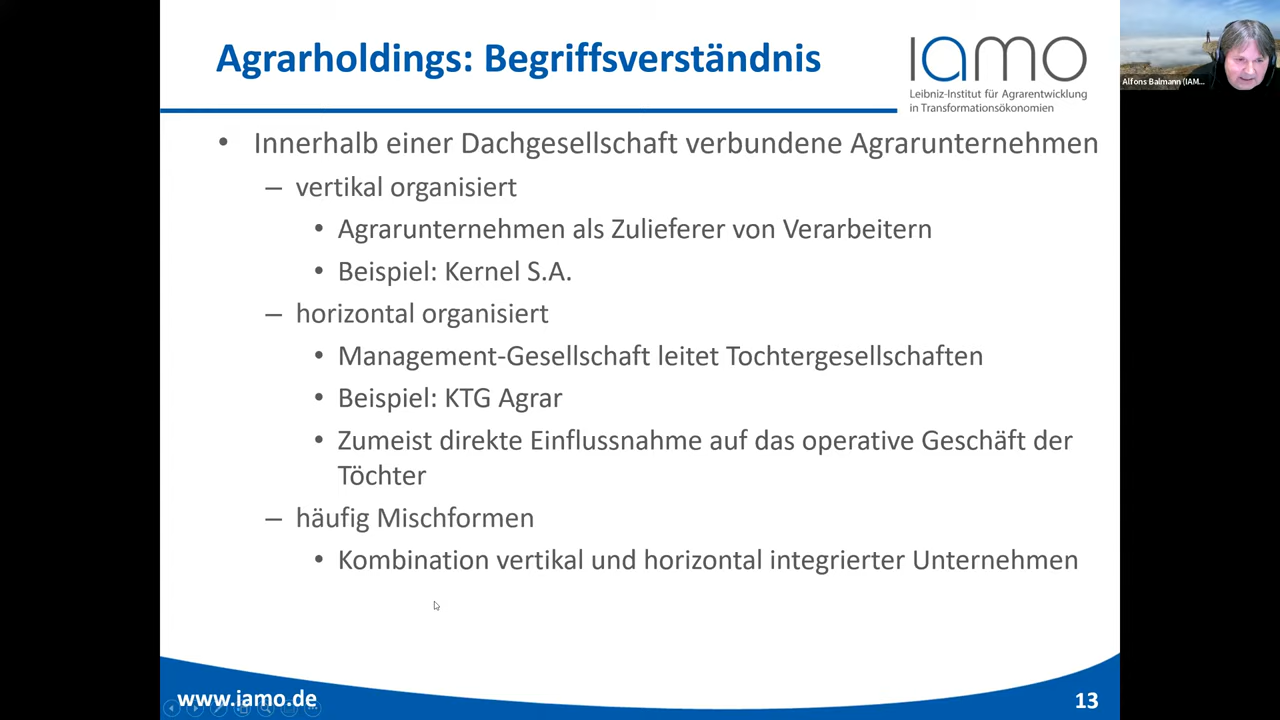 Agrarholdings: Begriffsverständnis
iamo
Leibniz-Institut für Agrarentwicklung
in Transformationsökonomien
Alfons Balmann (IAM...
• Innerhalb einer Dachgesellschaft verbundene Agrarunternehmen
– vertikal organisiert
• Agrarunternehmen als Zulieferer von Verarbeitern
• Beispiel: Kernel S.A.
– horizontal organisiert
• Management-Gesellschaft leitet Tochtergesellschaften
• Beispiel: KTG Agrar
• Zumeist direkte Einflussnahme auf das operative Geschäft der
Töchter
– häufig Mischformen
• Kombination vertikal und horizontal integrierter Unternehmen
www.iamo.de
13